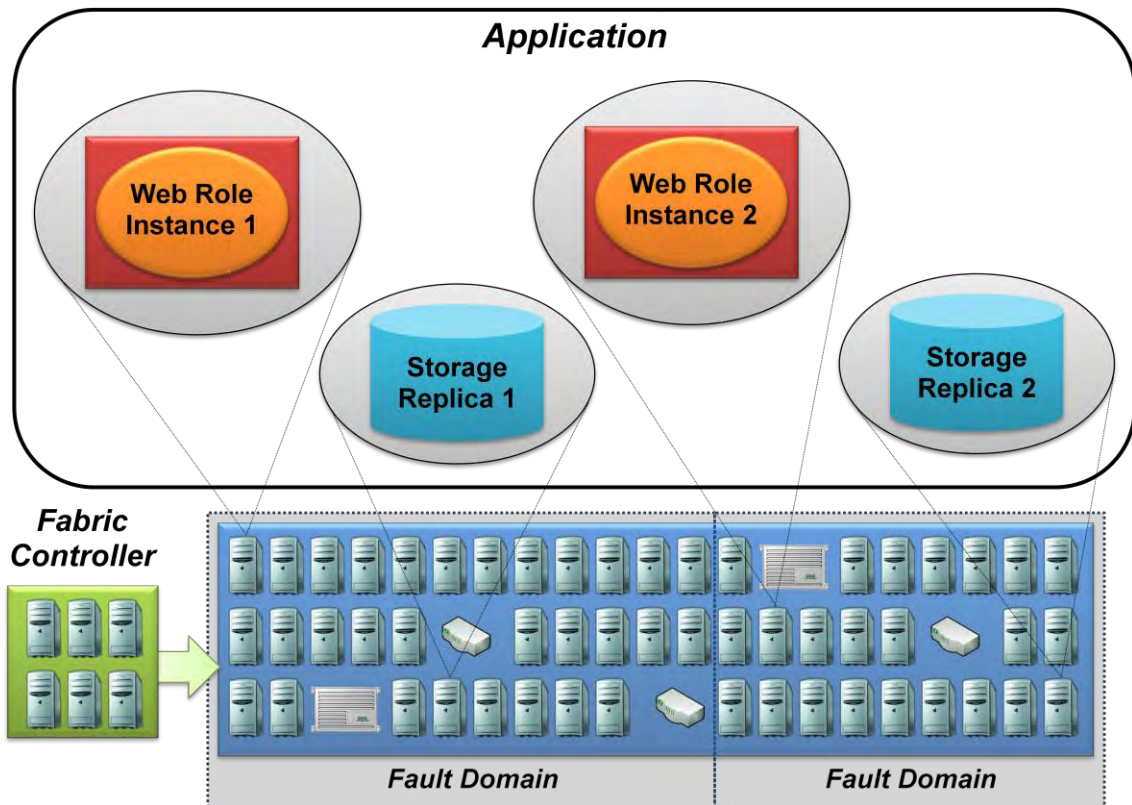 Application
Web Role
Instance 1
Web Role
Instance 2
Storage
Replica 1
Storage
Replica 2
Fabric
Controller
Fault Domain
Fault Domain